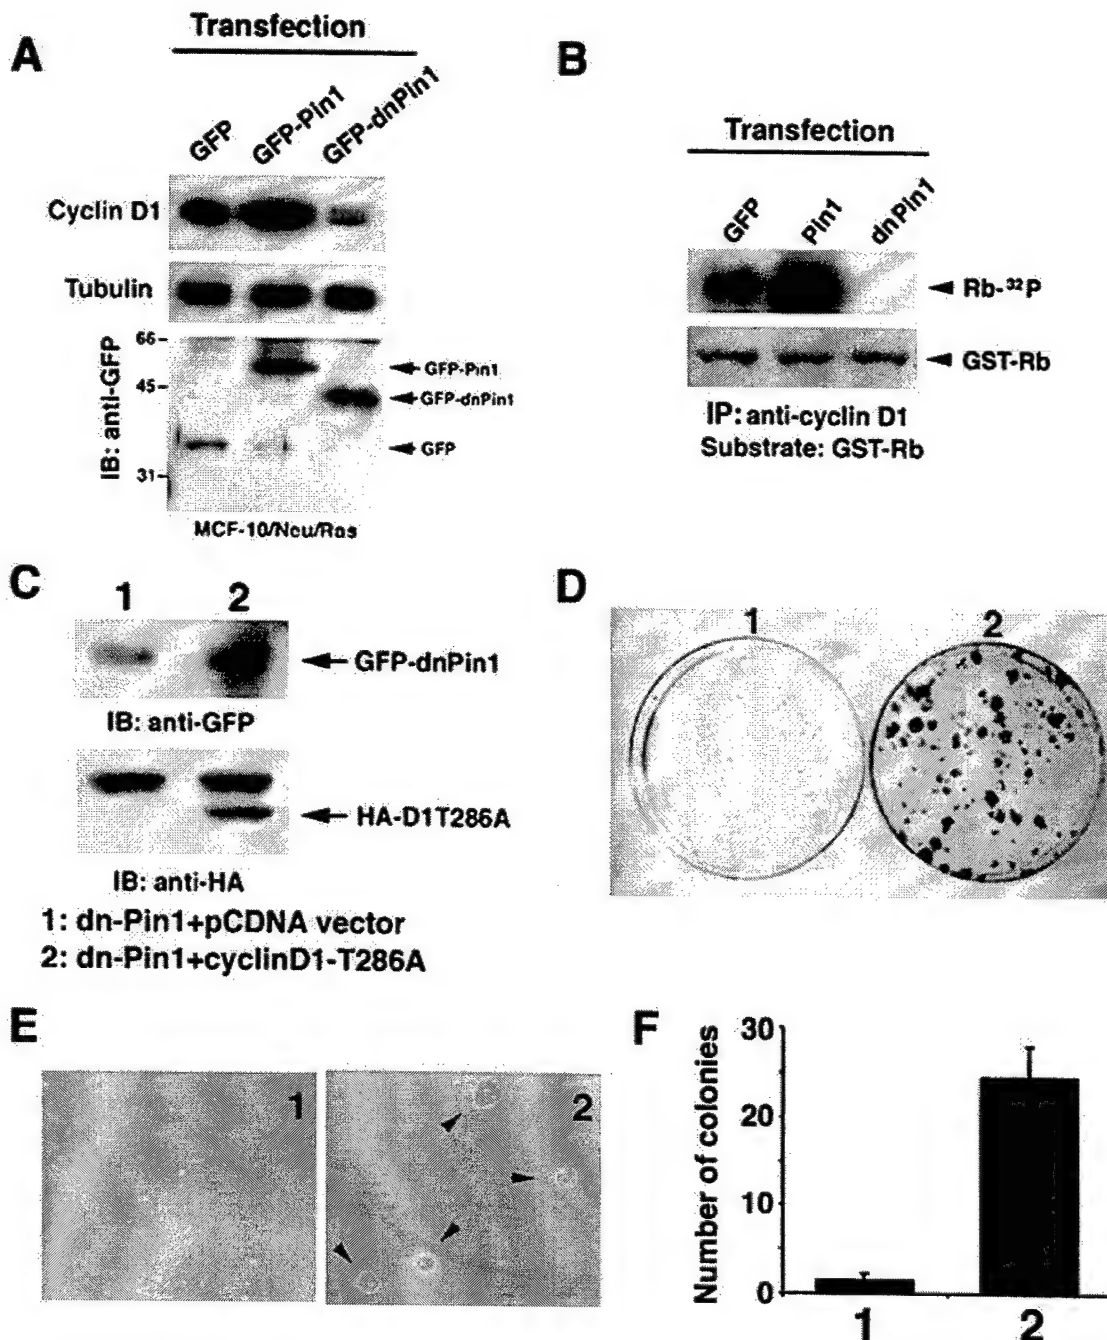 A
Transfection
GFP
GFP-Pin1
GFP-dnPin1
Cyclin D1
Tubulin
IB: anti-GFP
66
45
31
GFP-Pin1
GFP-dnPin1
GFP
MCF-10/Neu/Ras
B
Transfection
GFP
Pin1
dnPin1
Rb-³²P
GST-Rb
IP: anti-cyclin D1
Substrate: GST-Rb
C
1 2
GFP-dnPin1
IB: anti-GFP
HA-D1T286A
IB: anti-HA
1: dn-Pin1+pCDNA vector
2: dn-Pin1+cyclinD1-T286A
D
1
2
E
1
2
F
Number of colonies
30
20
10
0
1
2